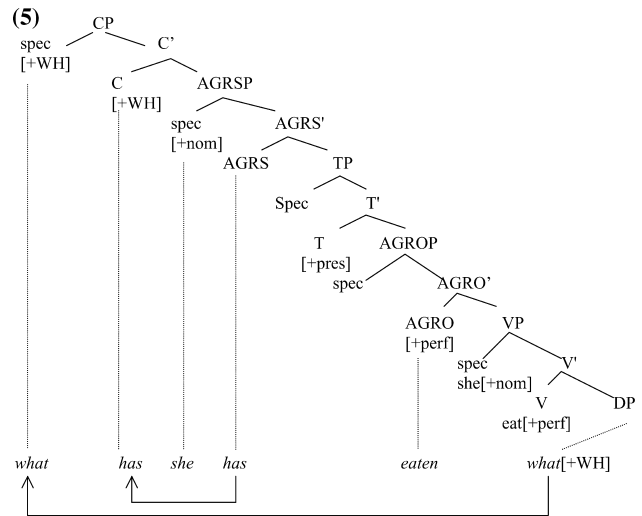 (5)
CP
spec C’
[+WH]
C AGRSP
[+WH]
spec AGRS'
[+nom]
AGRS TP
Spec T'
T AGROP
[+pres]
spec AGRO’
AGRO VP
[+perf]
spec V'
she[+nom]
V DP
eat[+perf]
what has she has eaten what[+WH]